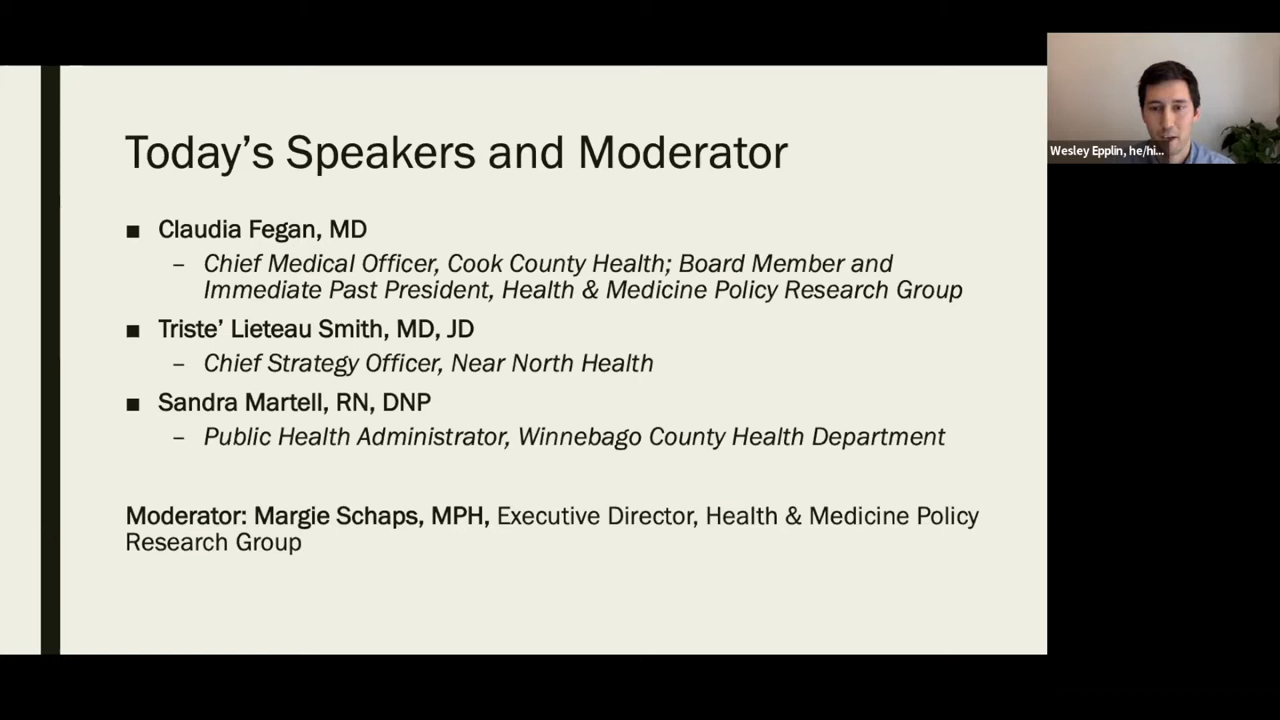 Today's Speakers and Moderator
■ Claudia Fegan, MD
– Chief Medical Officer, Cook County Health; Board Member and
Immediate Past President, Health & Medicine Policy Research Group
■ Triste’ Lieteau Smith, MD, JD
– Chief Strategy Officer, Near North Health
■ Sandra Martell, RN, DNP
– Public Health Administrator, Winnebago County Health Department
Moderator: Margie Schaps, MPH, Executive Director, Health & Medicine Policy
Research Group
Wesley Epplin, he/hi...